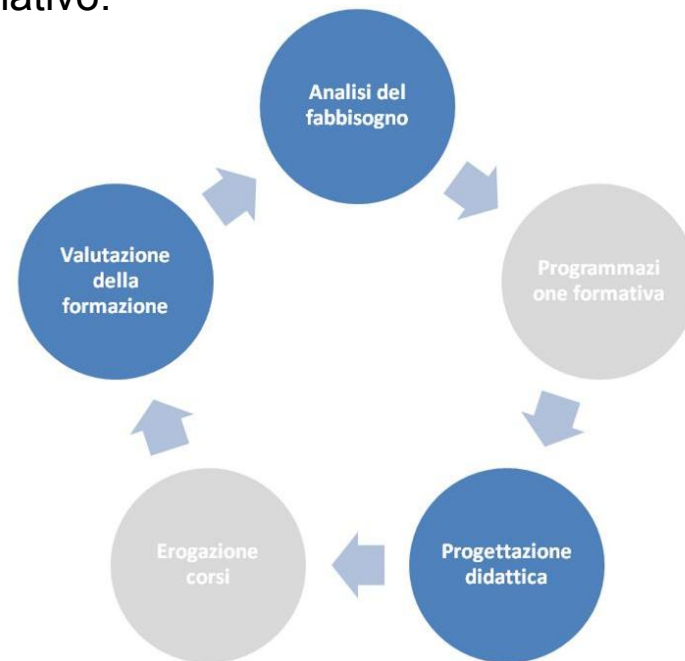 Analisi del
fabbisogno
Programmazi
one formativa
Progettazione
didattica
Erogazione
corsi
Valutazione
della
formazione